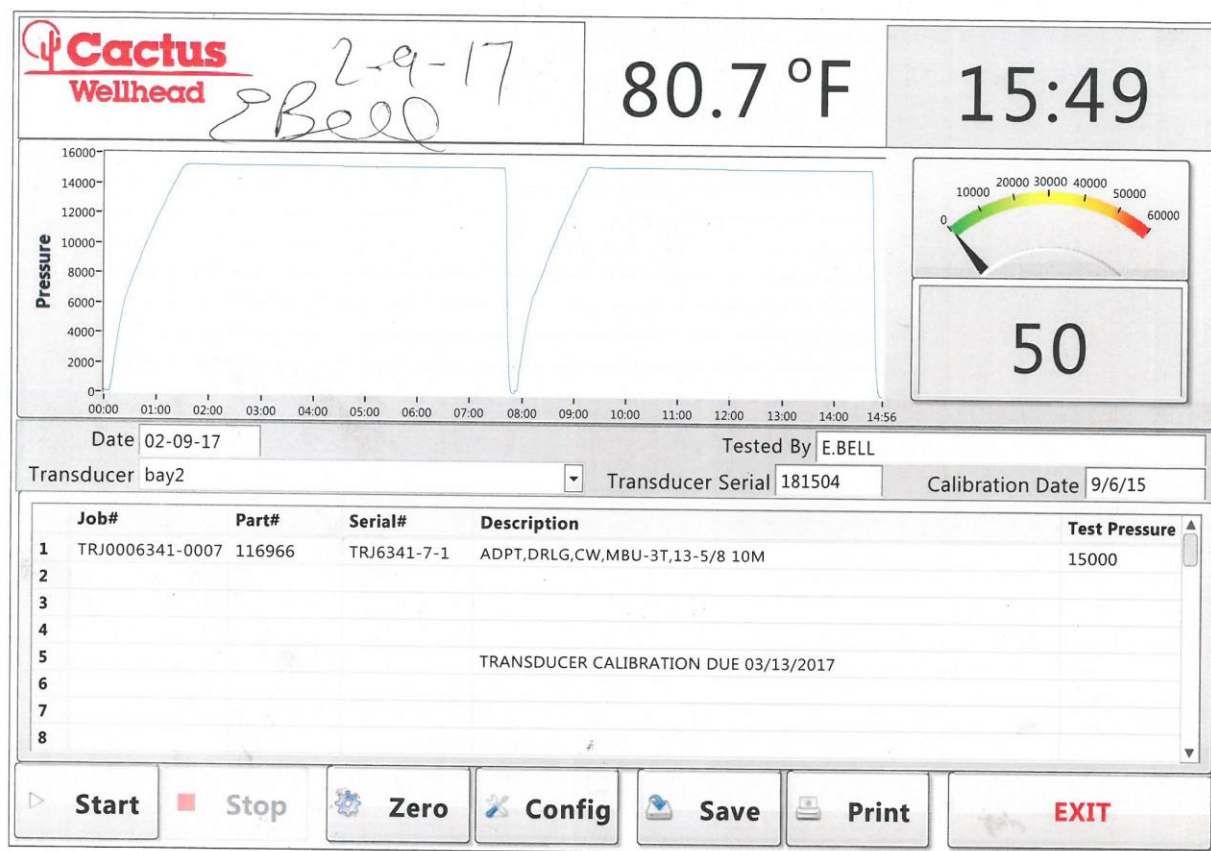 Cactus
Wellhead
2-9-17
EBell
80.7 °F
15:49
Pressure
16000
14000
12000
10000
8000
6000
4000
2000
0
00:00 01:00 02:00 03:00 04:00 05:00 06:00 07:00 08:00 09:00 10:00 11:00 12:00 13:00 14:00 14:56
0 10000 20000 30000 40000 50000 60000
50
Date 02-09-17 Tested By E.BELL
Transducer bay2 Transducer Serial 181504 Calibration Date 9/6/15
Job# Part# Serial# Description Test Pressure
1 TRJ0006341-0007 116966 TRJ6341-7-1 ADPT,DRLG,CW,MBU-3T,13-5/8 10M 15000
2
3
4
5 TRANSDUCER CALIBRATION DUE 03/13/2017
6
7
8
Start Stop Zero Config Save Print EXIT